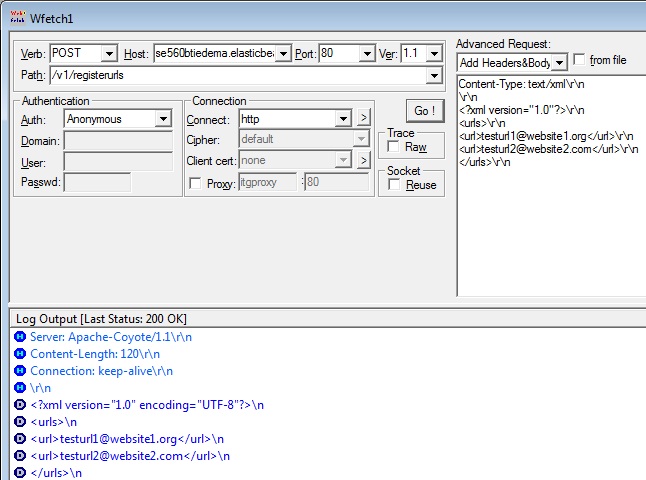 Wfetch1
Verb: POST Host: se560btiedema.elasticbea Port: 80 Ver: 1.1
Path: /v1/registerurls
Advanced Request:
Add Headers&Body from file
Authentication
Auth: Anonymous
Domain:
User:
Passwd:
Connection
Connect: http >
Cipher: default
Client cert: none >
Proxy: itgproxy : 80
Go !
Trace
Raw
Socket
Reuse
Content-Type: text/xml\r\n
\r\n
<?xml version="1.0"?>\r\n
<urls>\r\n
<url>testurl1@website1.org</url>\r\n
<url>testurl2@website2.com</url>\r\n
</urls>\r\n
Log Output [Last Status: 200 OK]
H Server: Apache-Coyote/1.1\r\n
H Content-Length: 120\r\n
H Connection: keep-alive\r\n
H \r\n
D <?xml version="1.0" encoding="UTF-8"?>\n
D <urls>\n
D <url>testurl1@website1.org</url>\n
D <url>testurl2@website2.com</url>\n
D </urls>\n